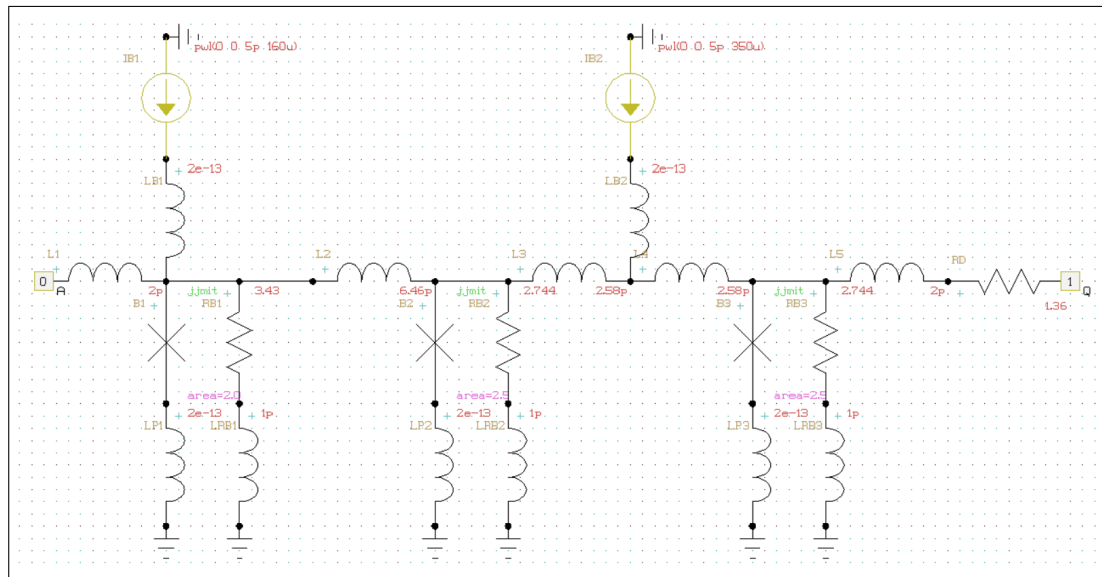 pwl(0 0 5p 160u)
pwl(0 0 5p 350u)
IB1
IB2
2e-13
2e-13
LB1
LB2
L1
L2
L3
L4
L5
RD
0
A
2p
jjmit
3.43
6.46p
jjmit
2.744
2.58p
2.58p
jjmit
2.744
2p
1
Q
B1
RB1
B2
RB2
B3
RB3
1.36
area=2.0
area=2.5
area=2.5
2e-13
1p
2e-13
1p
2e-13
1p
LP1
LRB1
LP2
LRB2
LP3
LRB3